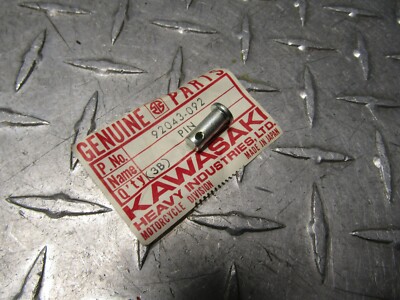 GENUINE PARTS
P.No. 92043-092
Name PIN
Q'ty (3B)
KAWASAKI
HEAVY INDUSTRIES, LTD.
MOTORCYCLE DIVISION MADE IN JAPAN